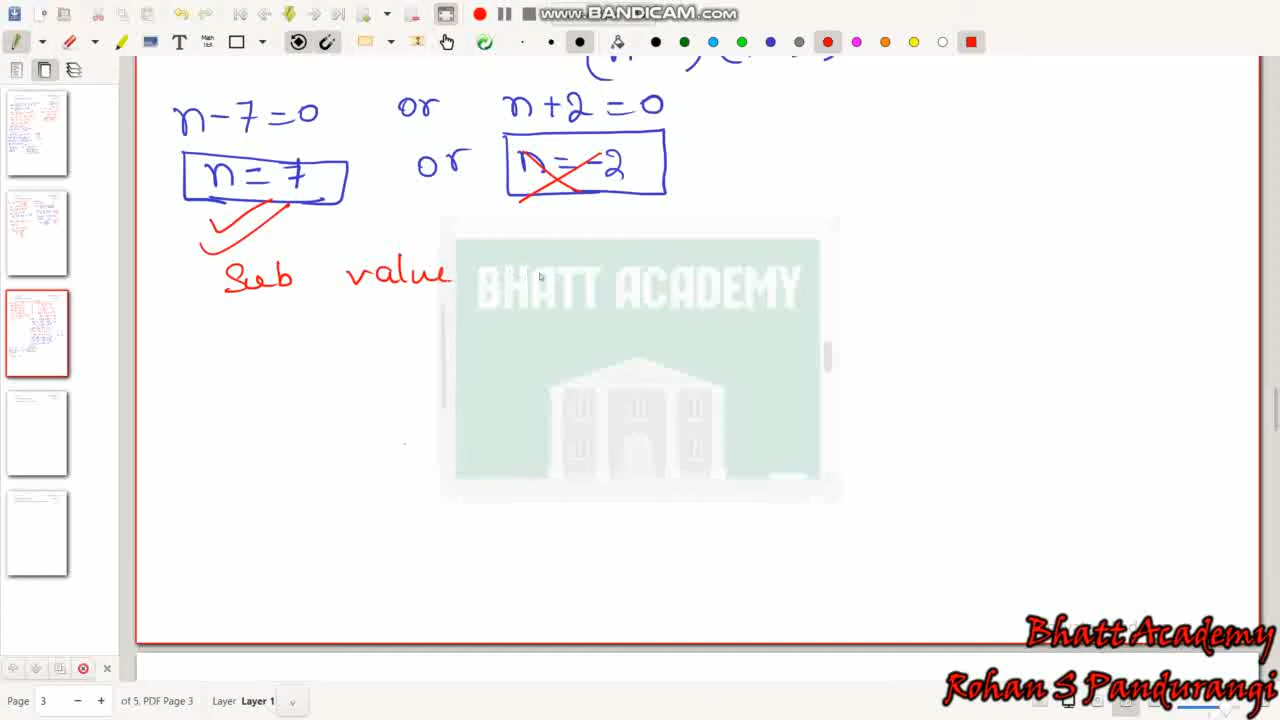 www.BANDICAM.com
n - 7 = 0 or n + 2 = 0
n = 7 or n = -2
Sub value
BHATT ACADEMY
Bhatt Academy
Rohan S Pandurangi
Page 3 of 5, PDF Page 3 Layer Layer 1